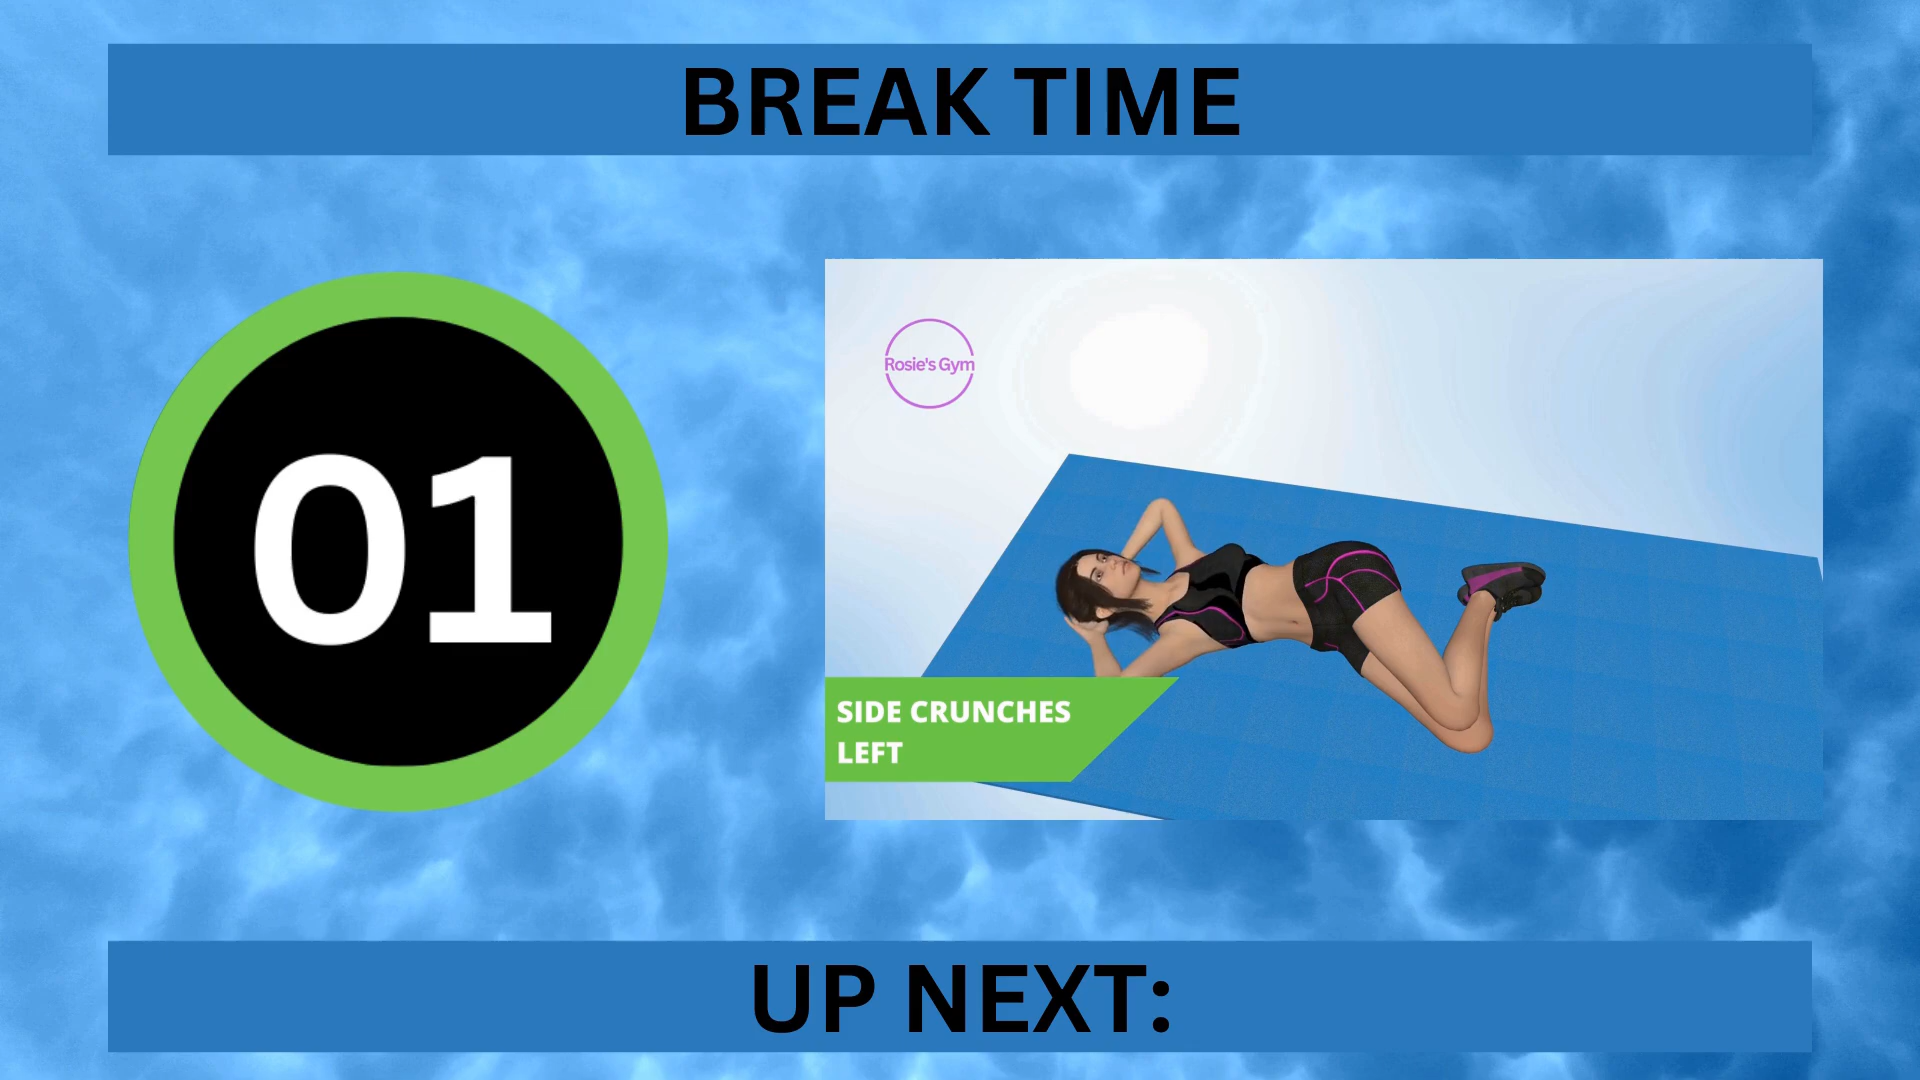 BREAK TIME
01
Rosie's Gym
SIDE CRUNCHES
LEFT
UP NEXT: